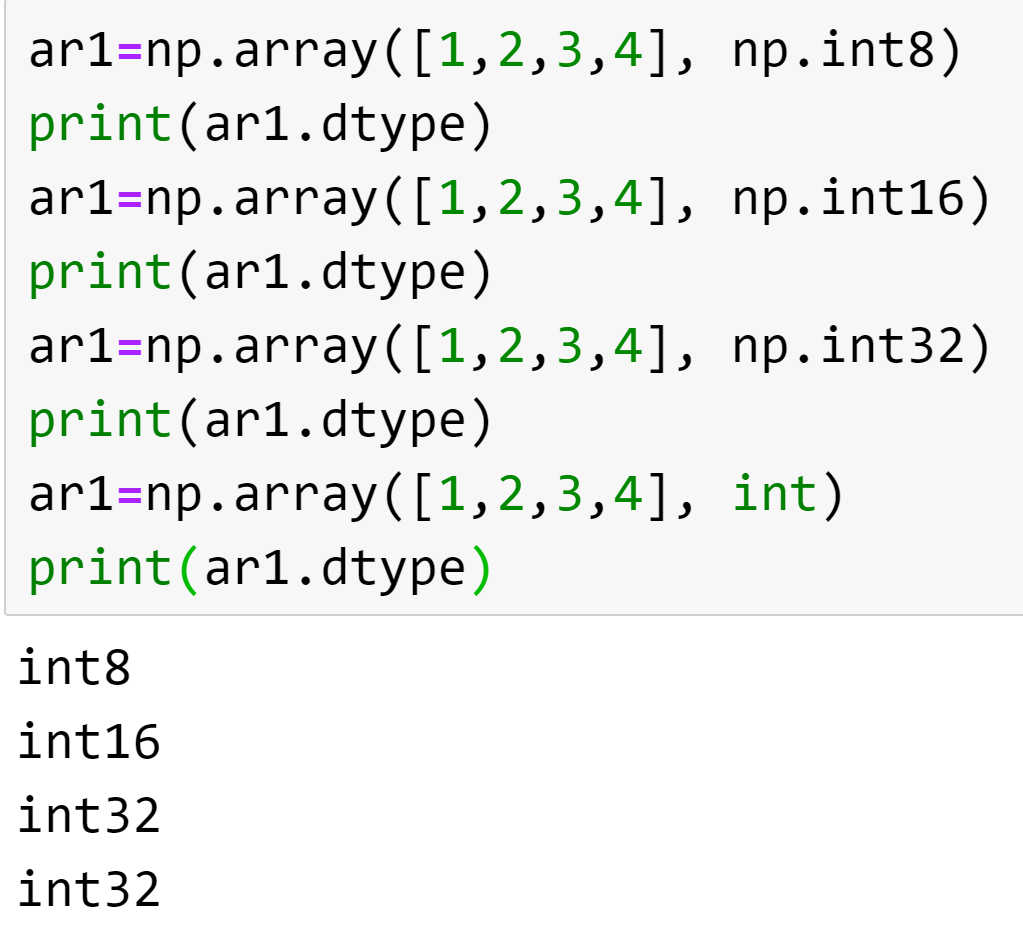 ar1=np.array([1,2,3,4], np.int8)
print(ar1.dtype)
ar1=np.array([1,2,3,4], np.int16)
print(ar1.dtype)
ar1=np.array([1,2,3,4], np.int32)
print(ar1.dtype)
ar1=np.array([1,2,3,4], int)
print(ar1.dtype)
int8
int16
int32
int32